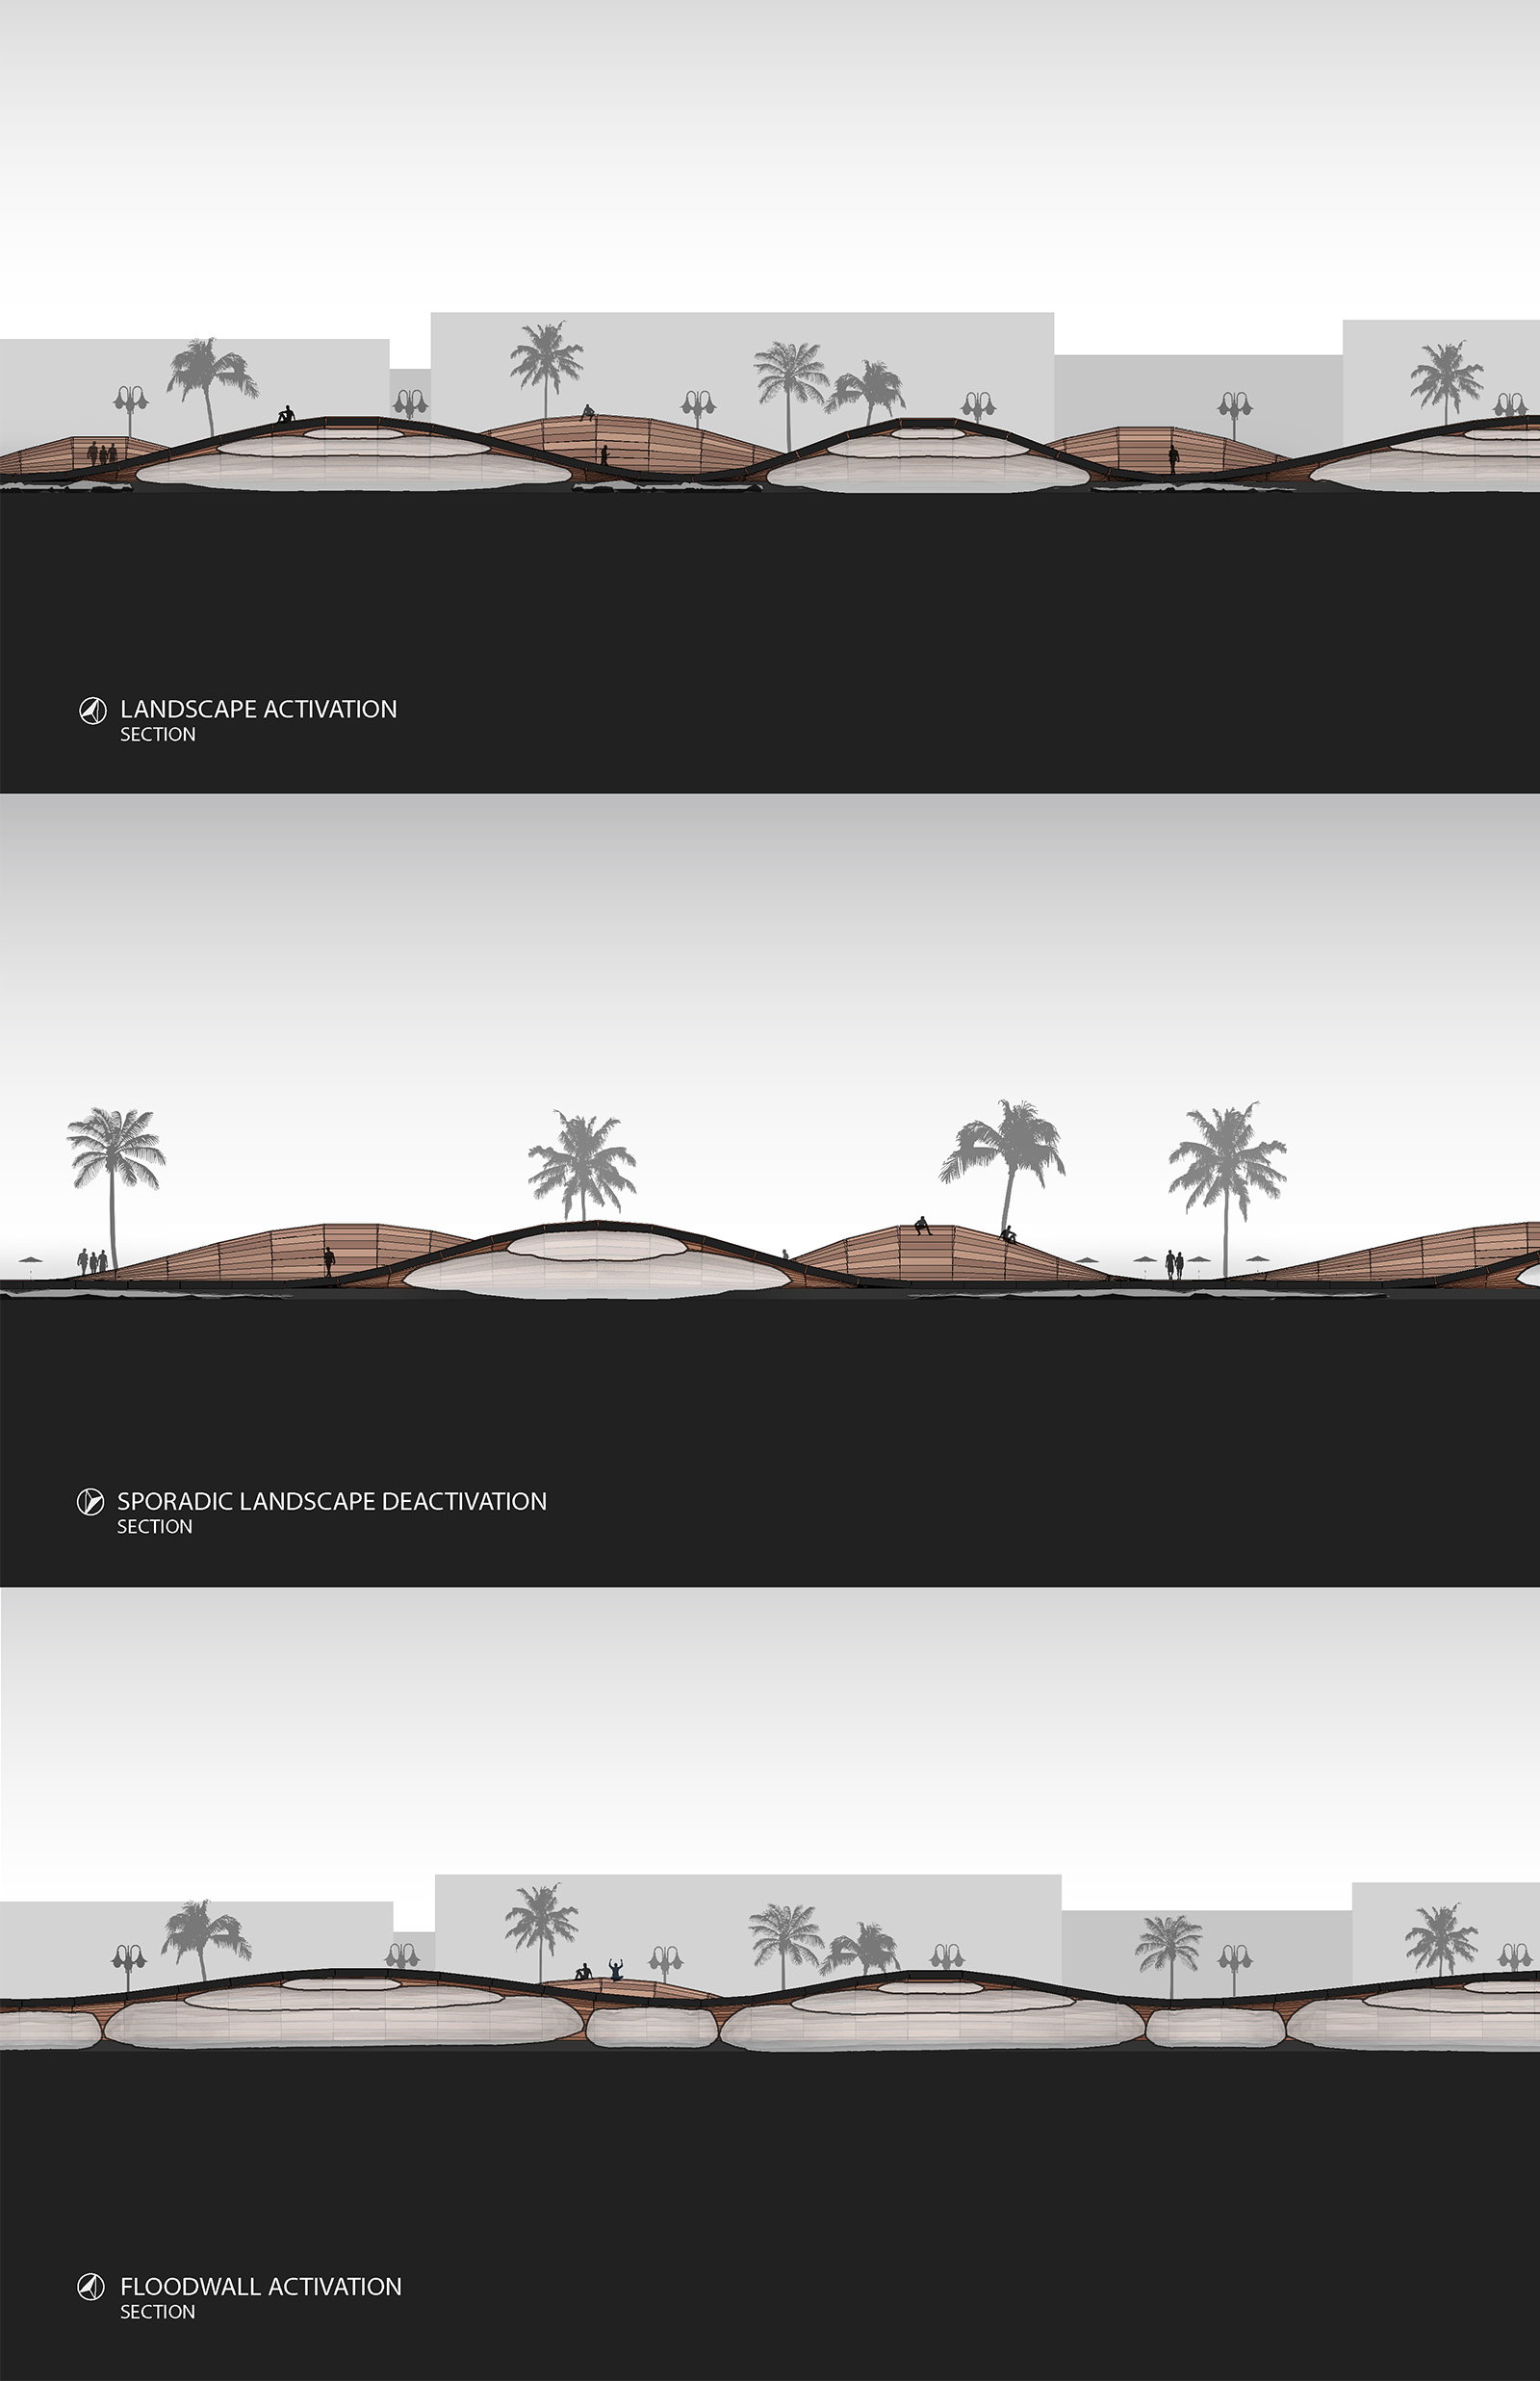 LANDSCAPE ACTIVATION
SECTION
SPORADIC LANDSCAPE DEACTIVATION
SECTION
FLOODWALL ACTIVATION
SECTION